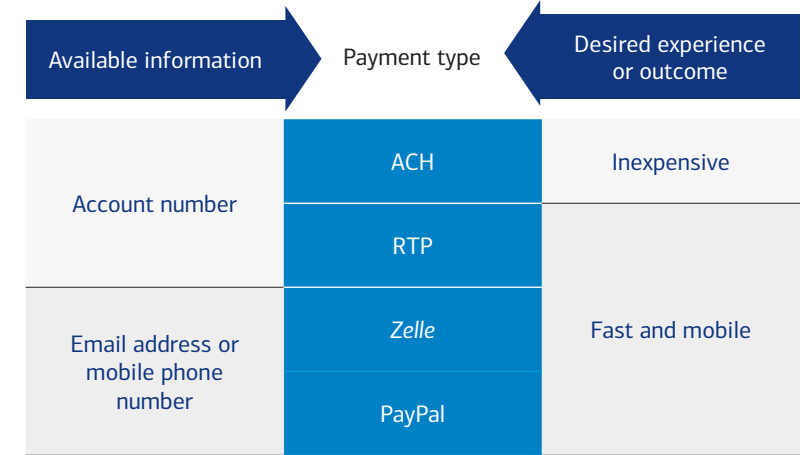 Available information
Payment type
Desired experience
or outcome
Account number
ACH
Inexpensive
RTP
Email address or
mobile phone
number
Zelle
Fast and mobile
PayPal